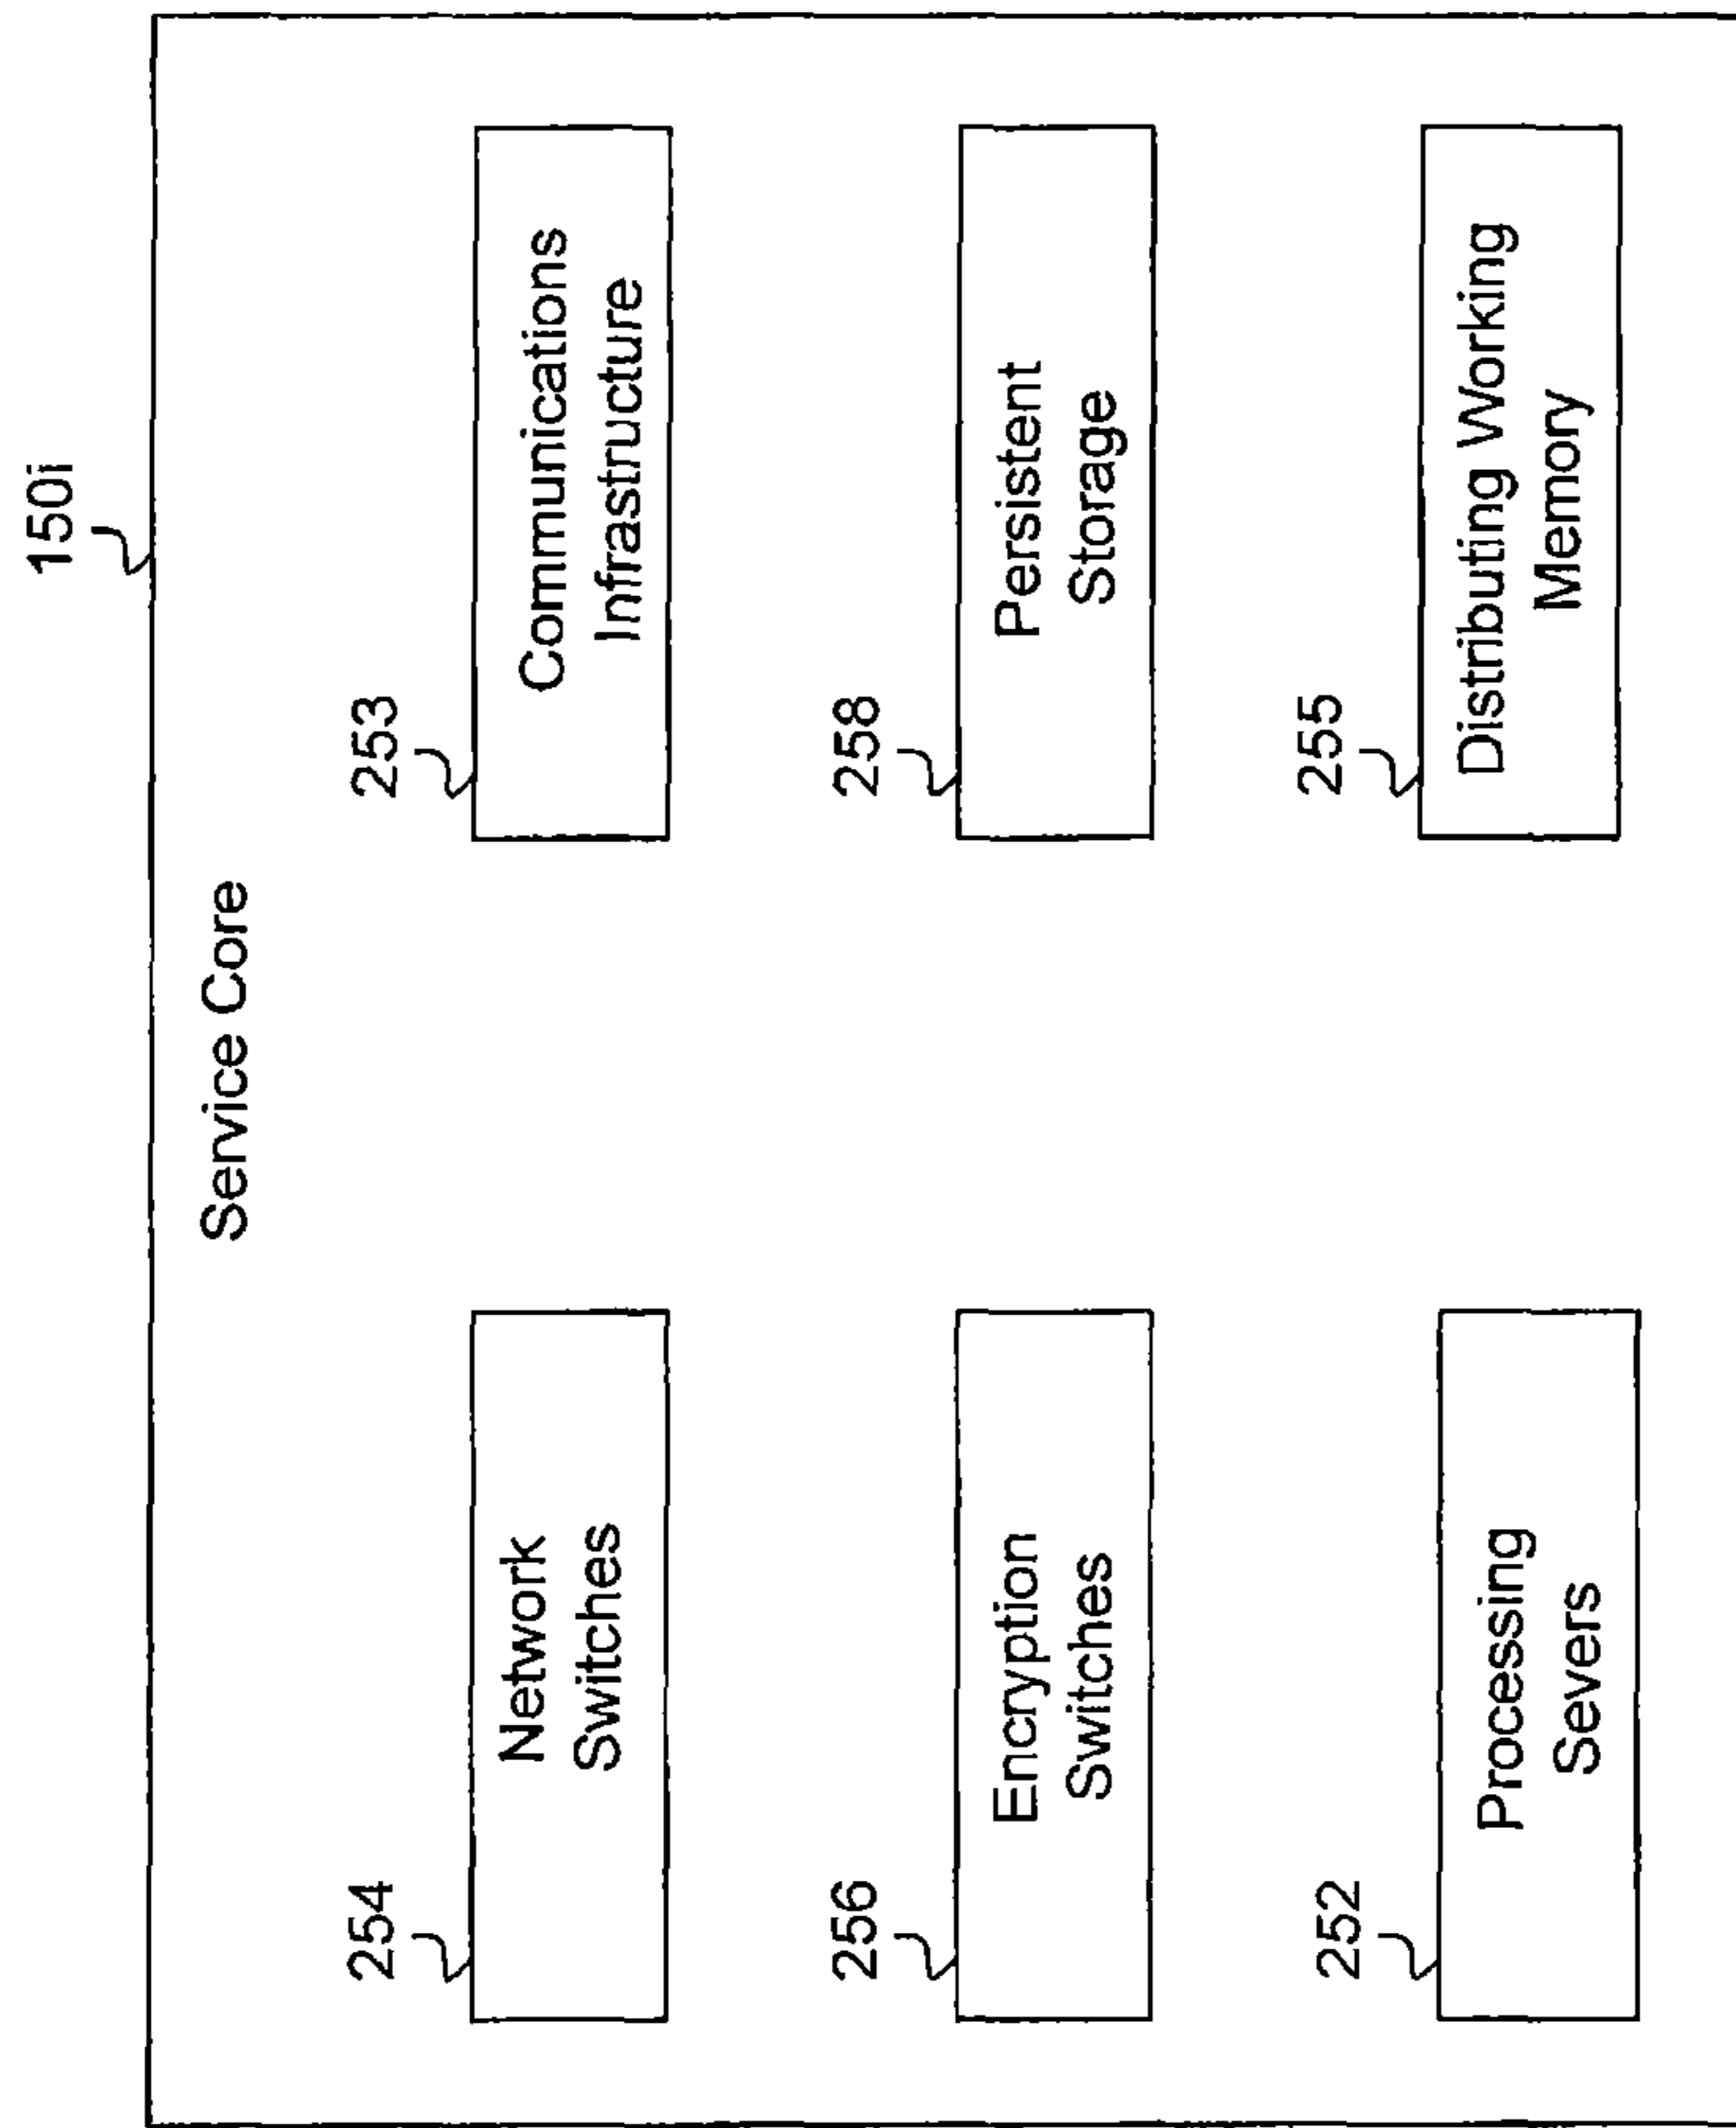 150i
Service Core
254
Network
Switches
253
Communications
Infrastructure
256
Encryption
Switches
258
Persistent
Storage
252
Processing
Severs
255
Distributing Working
Memory